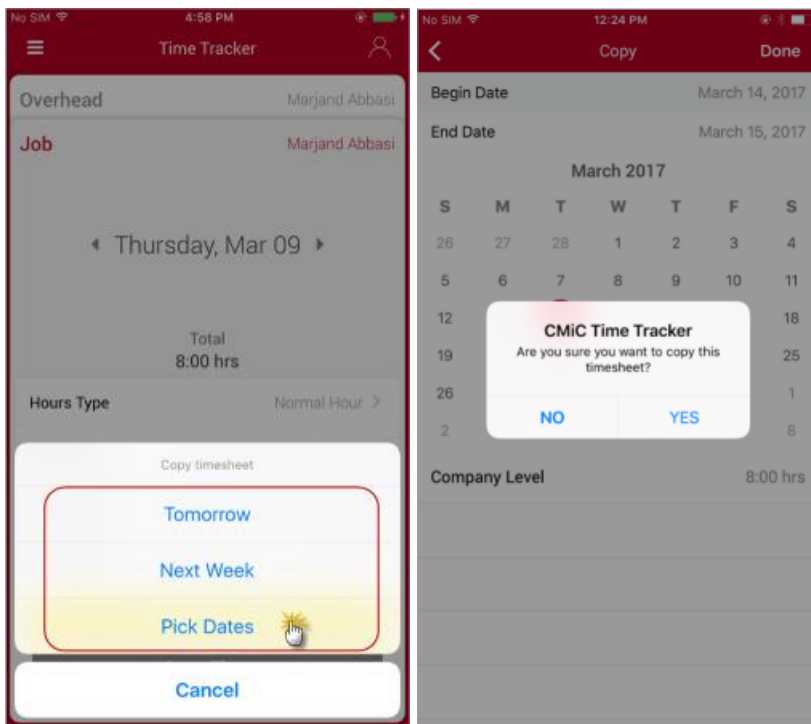 No SIM 4:58 PM
Time Tracker
Overhead Marjand Abbasi
Job Marjand Abbasi
Thursday, Mar 09
Total
8:00 hrs
Hours Type Normal Hour
Copy timesheet
Tomorrow
Next Week
Pick Dates
Cancel
No SIM 12:24 PM
Copy Done
Begin Date March 14, 2017
End Date March 15, 2017
March 2017
S M T W T F S
26 27 28 1 2 3 4
5 6 7 8 9 10 11
12 18
19 25
26 1
2 8
CMiC Time Tracker
Are you sure you want to copy this
timesheet?
NO YES
Company Level 8:00 hrs